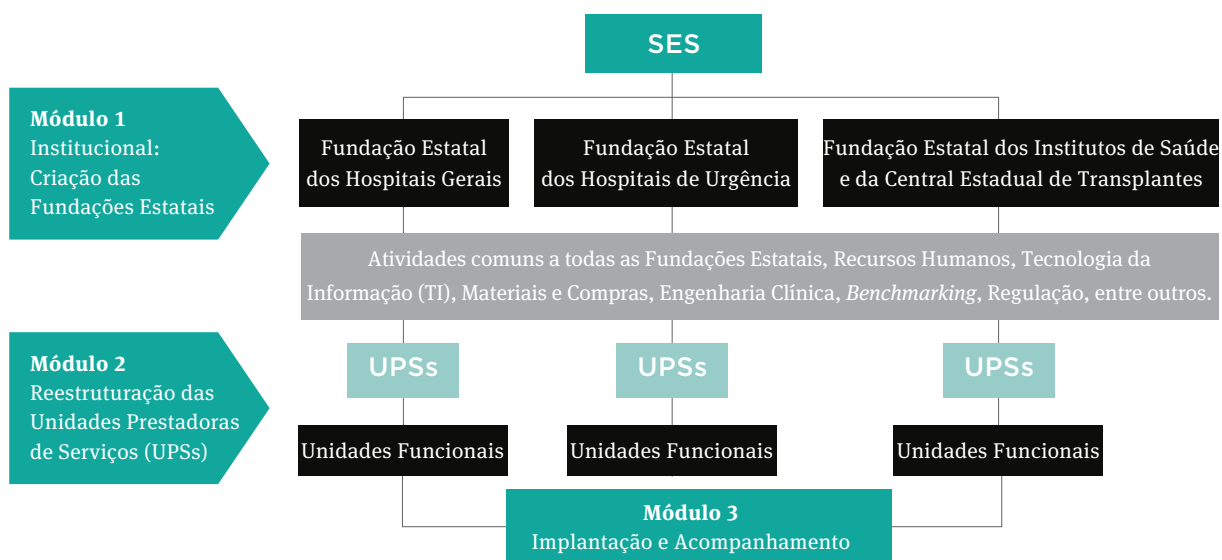 SES
Módulo 1
Institucional:
Criação das
Fundações Estatais
Fundação Estatal
dos Hospitais Gerais
Fundação Estatal
dos Hospitais de Urgência
Fundação Estatal dos Institutos de Saúde
e da Central Estadual de Transplantes
Atividades comuns a todas as Fundações Estatais, Recursos Humanos, Tecnologia da
Informação (TI), Materiais e Compras, Engenharia Clínica, Benchmarking, Regulação, entre outros.
Módulo 2
Reestruturação das
Unidades Prestadoras
de Serviços (UPSs)
UPSs
UPSs
UPSs
Unidades Funcionais
Unidades Funcionais
Unidades Funcionais
Módulo 3
Implantação e Acompanhamento